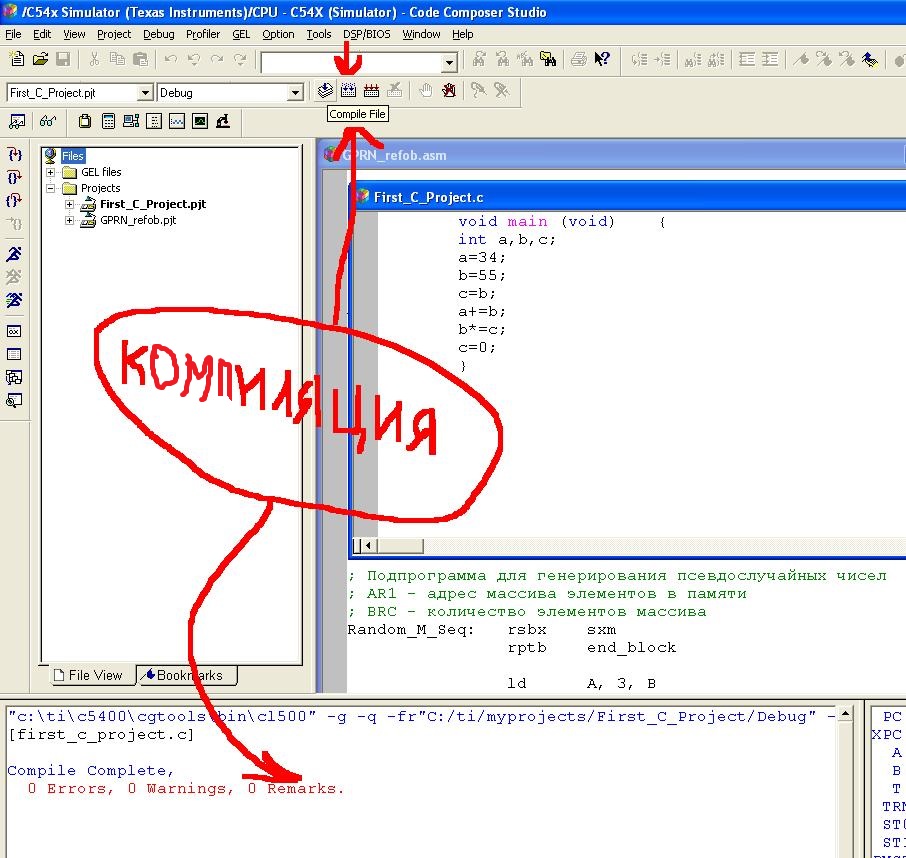 /C54x Simulator (Texas Instruments)/CPU - C54X (Simulator) - Code Composer Studio
File Edit View Project Debug Profiler GEL Option Tools DSP/BIOS Window Help
First_C_Project.pjt Debug
Compile File
Files
GEL files
Projects
First_C_Project.pjt
GPRN_refob.pjt
GPRN_refob.asm
First_C_Project.c
void main (void) {
int a,b,c;
a=34;
b=55;
c=b;
a+=b;
b*=c;
c=0;
}
КОМПИЛЯЦИЯ
; Подпрограмма для генерирования псевдослучайных чисел
; AR1 - адрес массива элементов в памяти
; BRC - количество элементов массива
Random_M_Seq: rsbx sxm
rptb end_block
ld A, 3, B
File View Bookmarks
"c:\ti\c5400\cgtools\bin\cl500" -g -q -fr"C:/ti/myprojects/First_C_Project/Debug" -
[first_c_project.c]
Compile Complete,
0 Errors, 0 Warnings, 0 Remarks.
PC
XPC
A
B
T
TRN
ST0
ST1